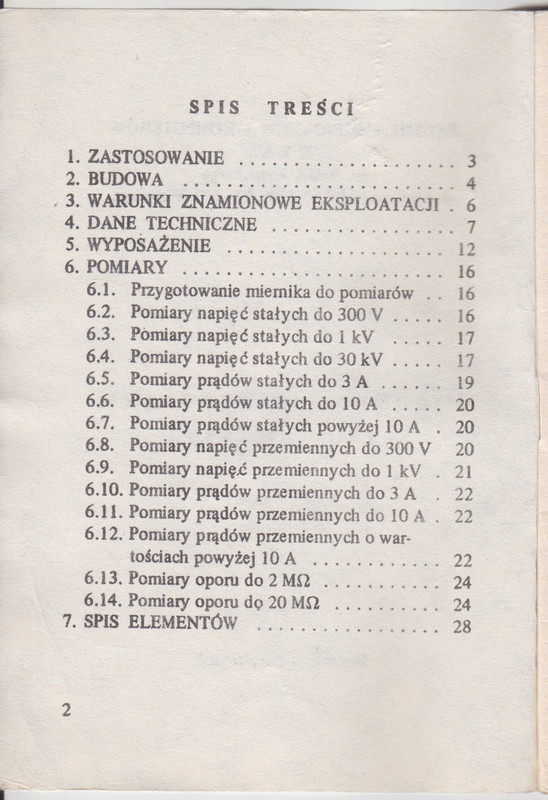 SPIS TREŚCI
1. ZASTOSOWANIE . . . . . . . . . . . . . . . . . . . . . 3
2. BUDOWA . . . . . . . . . . . . . . . . . . . . . . . . . . 4
3. WARUNKI ZNAMIONOWE EKSPLOATACJI . 6
4. DANE TECHNICZNE . . . . . . . . . . . . . . . . . 7
5. WYPOSAŻENIE . . . . . . . . . . . . . . . . . . . . . 12
6. POMIARY . . . . . . . . . . . . . . . . . . . . . . . . . 16
6.1. Przygotowanie miernika do pomiarów . . 16
6.2. Pomiary napięć stałych do 300 V . . . . . 16
6.3. Pomiary napięć stałych do 1 kV . . . . . 17
6.4. Pomiary napięć stałych do 30 kV . . . . . 17
6.5. Pomiary prądów stałych do 3 A . . . . . . 19
6.6. Pomiary prądów stałych do 10 A . . . . . 20
6.7. Pomiary prądów stałych powyżej 10 A . 20
6.8. Pomiary napięć przemiennych do 300 V 20
6.9. Pomiary napięć przemiennych do 1 kV . 21
6.10. Pomiary prądów przemiennych do 3 A . 22
6.11. Pomiary prądów przemiennych do 10 A . 22
6.12. Pomiary prądów przemiennych o war-
tościach powyżej 10 A . . . . . . . . . . . . 22
6.13. Pomiary oporu do 2 MΩ . . . . . . . . . . . . 24
6.14. Pomiary oporu do 20 MΩ . . . . . . . . . . . 24
7. SPIS ELEMENTÓW . . . . . . . . . . . . . . . . . . 28
2